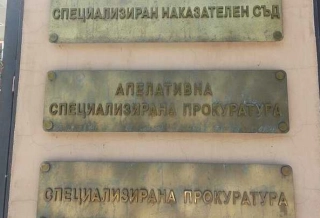 СПЕЦИАЛИЗИРАН НАКАЗАТЕЛЕН СЪД
АПЕЛАТИВНА
СПЕЦИАЛИЗИРАНА ПРОКУРАТУРА
СПЕЦИАЛИЗИРАНА ПРОКУРАТУРА